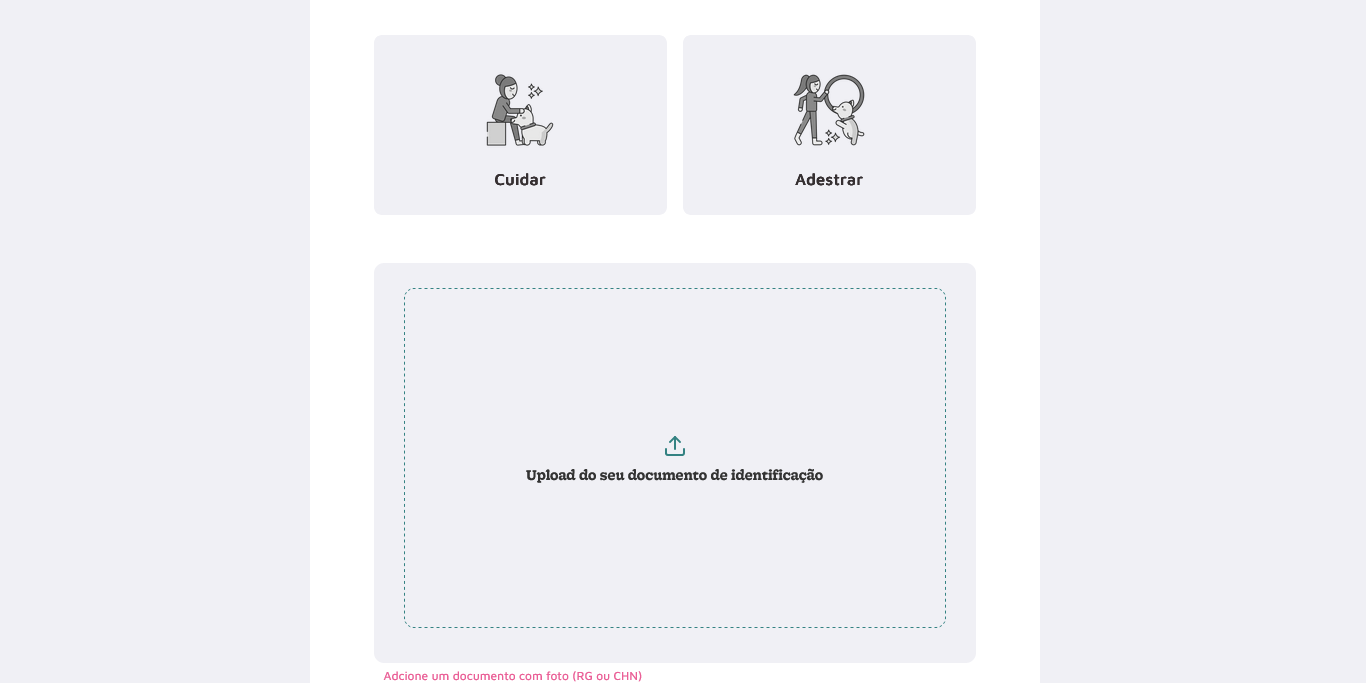 Cuidar
Adestrar
Upload do seu documento de identificação
Adcione um documento com foto (RG ou CHN)